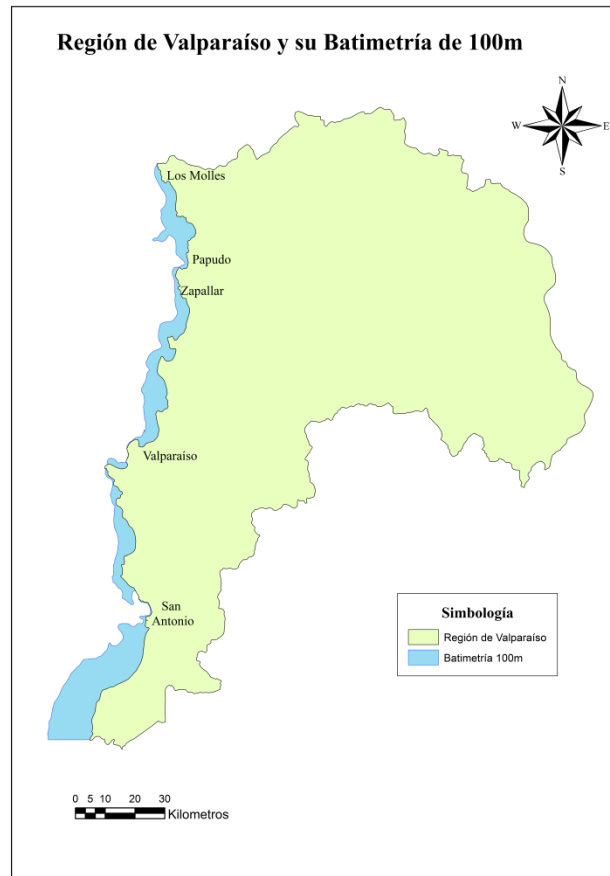 Región de Valparaíso y su Batimetría de 100m
N
W
E
S
Los Molles
Papudo
Zapallar
Valparaíso
San
Antonio
Simbología
Región de Valparaíso
Batimetría 100m
0 5 10 20 30
Kilometros